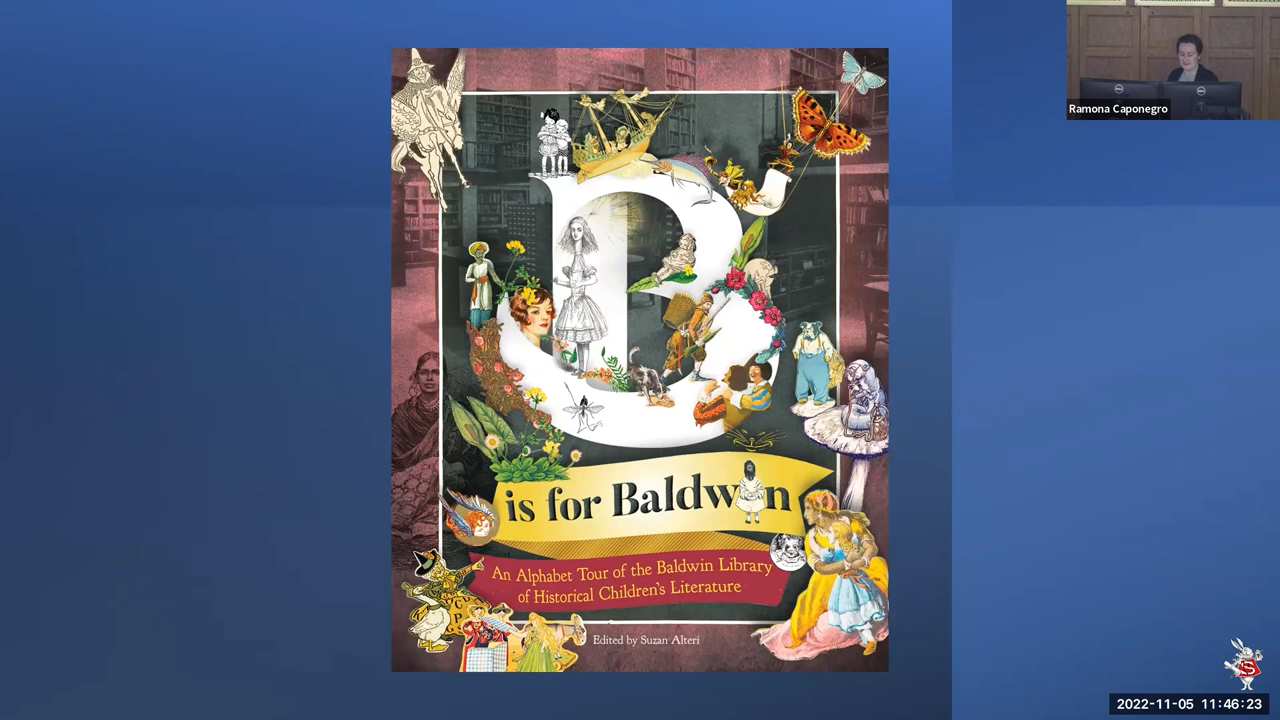 Ramona Caponegro
B
is for Baldwin
An Alphabet Tour of the Baldwin Library
of Historical Children's Literature
Edited by Suzan Alteri
S
2022-11-05 11:46:23